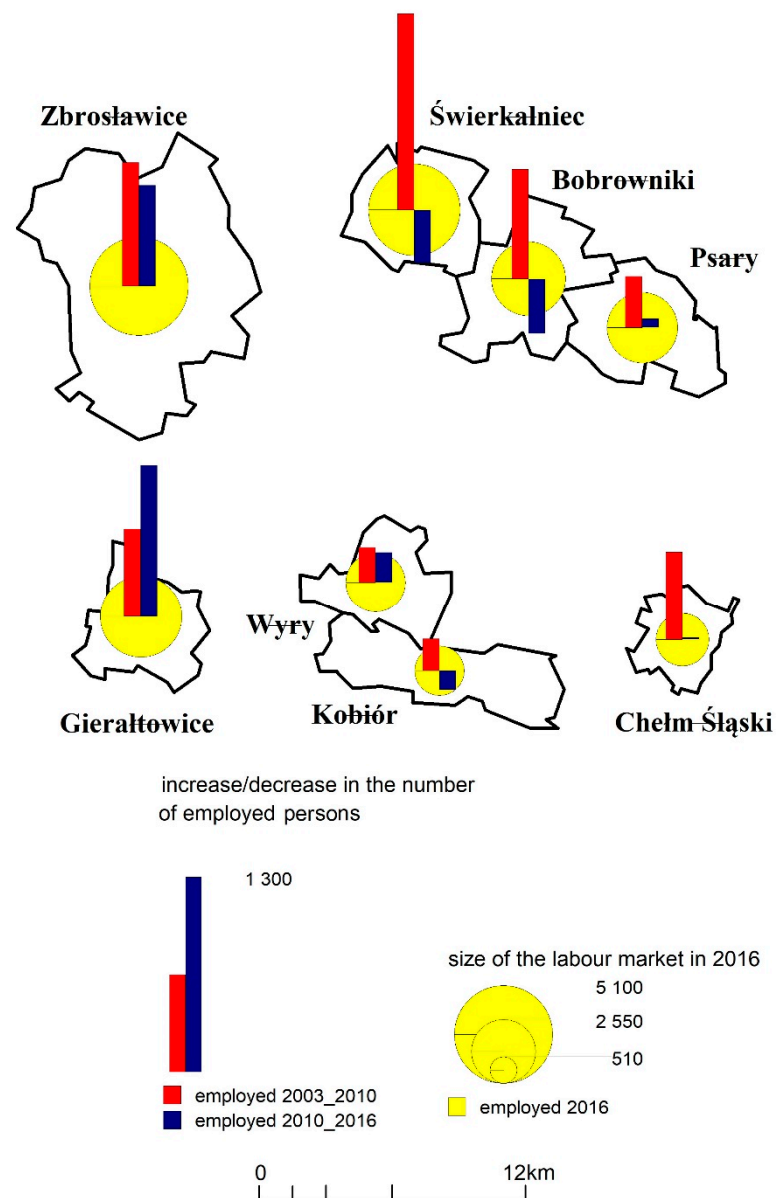 Zbrosławice
Świerkałniec
Bobrowniki
Psary
Wyry
Gierałtowice
Kobiór
Chełm Śląski
increase/decrease in the number
of employed persons
1 300
employed 2003_2010
employed 2010_2016
size of the labour market in 2016
5 100
2 550
510
employed 2016
0 12km